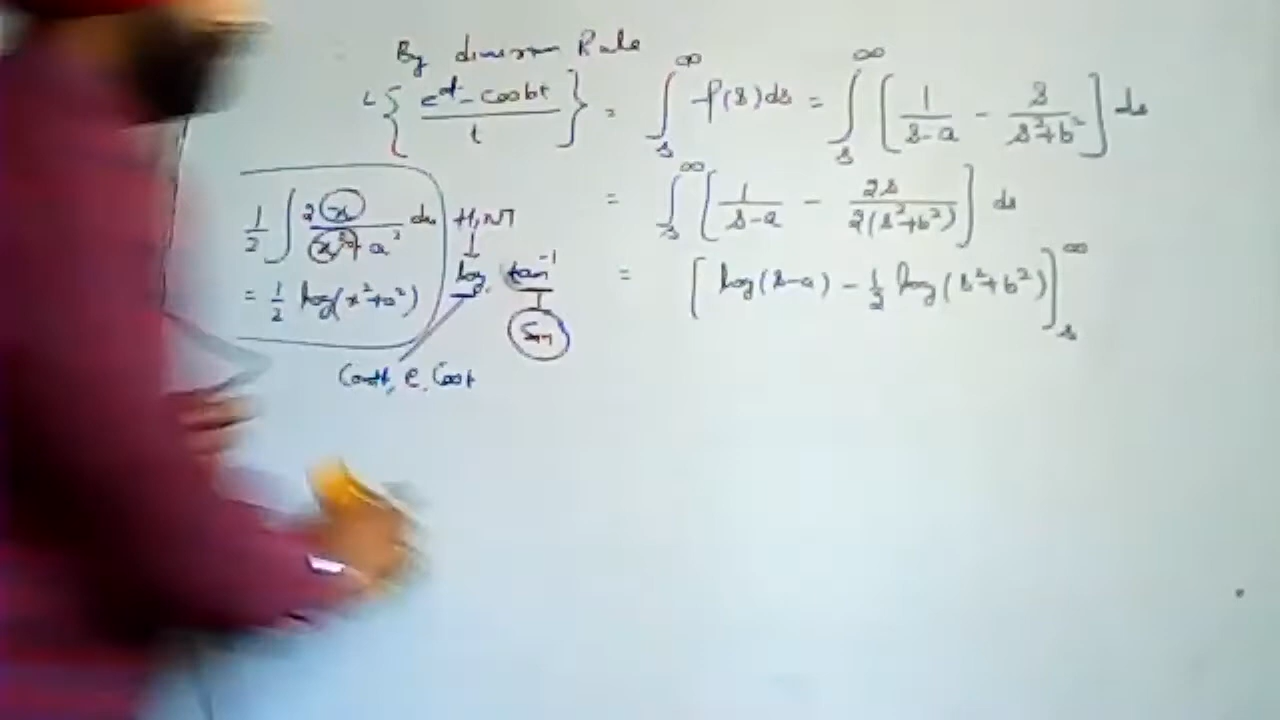 By division Rule
L{ (e^at - cos bt)/t } = ∫_s^∞ f(s) ds = ∫_s^∞ [ 1/(s-a) - s/(s²+b²) ] ds
= ∫_s^∞ [ 1/(s-a) - 2s/(2(s²+b²)) ] ds
= [ log(s-a) - 1/2 log(s²+b²) ]_s^∞
1/2 ∫ 2x/(x²+a²) dx
= 1/2 log(x²+a²)
HINT
↓
log, tan⁻¹
Sin
Const, e, Cost